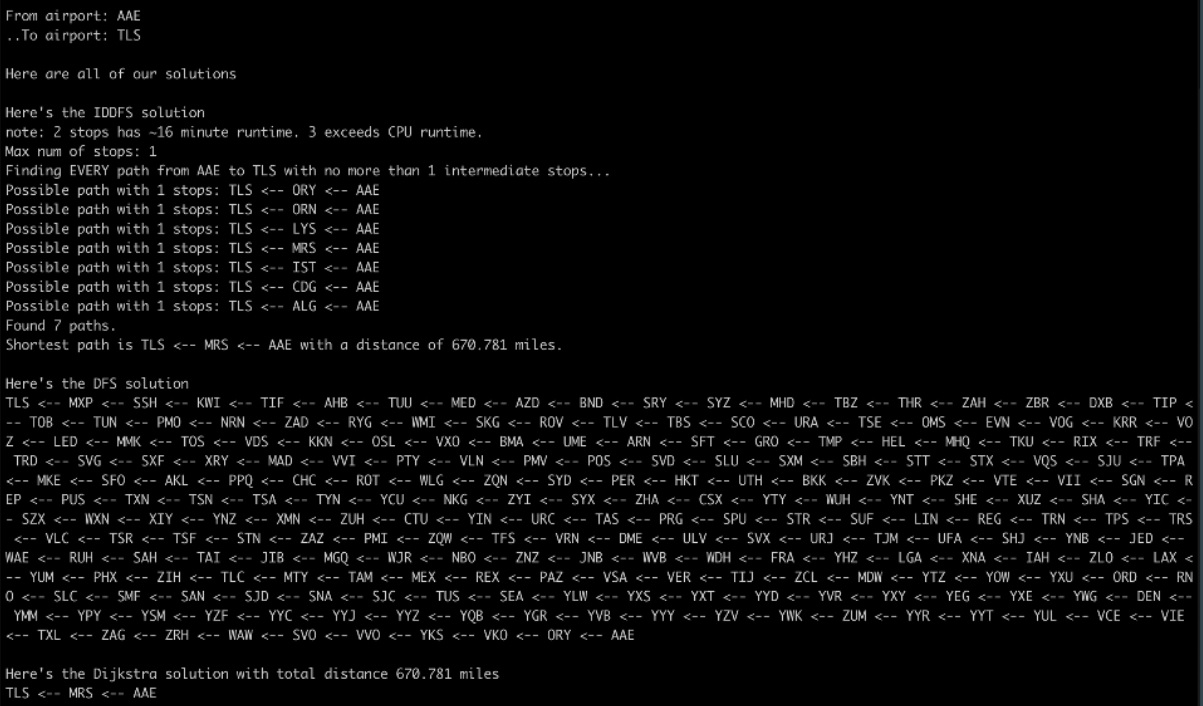 From airport: AAE
..To airport: TLS
Here are all of our solutions
Here's the IDDFS solution
note: 2 stops has ~16 minute runtime. 3 exceeds CPU runtime.
Max num of stops: 1
Finding EVERY path from AAE to TLS with no more than 1 intermediate stops...
Possible path with 1 stops: TLS <-- ORY <-- AAE
Possible path with 1 stops: TLS <-- ORN <-- AAE
Possible path with 1 stops: TLS <-- LYS <-- AAE
Possible path with 1 stops: TLS <-- MRS <-- AAE
Possible path with 1 stops: TLS <-- IST <-- AAE
Possible path with 1 stops: TLS <-- CDG <-- AAE
Possible path with 1 stops: TLS <-- ALG <-- AAE
Found 7 paths.
Shortest path is TLS <-- MRS <-- AAE with a distance of 670.781 miles.
Here's the DFS solution
TLS <-- MXP <-- SSH <-- KWI <-- TIF <-- AHB <-- TUU <-- MED <-- AZD <-- BND <-- SRY <-- SYZ <-- MHD <-- TBZ <-- THR <-- ZAH <-- ZBR <-- DXB <-- TIP <
-- TOB <-- TUN <-- PMO <-- NRN <-- ZAD <-- RYG <-- WMI <-- SKG <-- ROV <-- TLV <-- TBS <-- SCO <-- URA <-- TSE <-- OMS <-- EVN <-- VOG <-- KRR <-- VO
Z <-- LED <-- MMK <-- TOS <-- VDS <-- KKN <-- OSL <-- VXO <-- BMA <-- UME <-- ARN <-- SFT <-- GRO <-- TMP <-- HEL <-- MHQ <-- TKU <-- RIX <-- TRF <--
TRD <-- SVG <-- SXF <-- XRY <-- MAD <-- VVI <-- PTY <-- VLN <-- PMV <-- POS <-- SVD <-- SLU <-- SXM <-- SBH <-- STT <-- STX <-- VQS <-- SJU <-- TPA
<-- MKE <-- SFO <-- AKL <-- PPQ <-- CHC <-- ROT <-- WLG <-- ZQN <-- SYD <-- PER <-- HKT <-- UTH <-- BKK <-- ZVK <-- PKZ <-- VTE <-- VII <-- SGN <-- R
EP <-- PUS <-- TXN <-- TSN <-- TSA <-- TYN <-- YCU <-- NKG <-- ZYI <-- SYX <-- ZHA <-- CSX <-- YTY <-- WUH <-- YNT <-- SHE <-- XUZ <-- SHA <-- YIC <-
- SZX <-- WXN <-- XIY <-- YNZ <-- XMN <-- ZUH <-- CTU <-- YIN <-- URC <-- TAS <-- PRG <-- SPU <-- STR <-- SUF <-- LIN <-- REG <-- TRN <-- TPS <-- TRS
<-- VLC <-- TSR <-- TSF <-- STN <-- ZAZ <-- PMI <-- ZQW <-- TFS <-- VRN <-- DME <-- ULV <-- SVX <-- URJ <-- TJM <-- UFA <-- SHJ <-- YNB <-- JED <--
WAE <-- RUH <-- SAH <-- TAI <-- JIB <-- MGQ <-- WJR <-- NBO <-- ZNZ <-- JNB <-- WVB <-- WDH <-- FRA <-- YHZ <-- LGA <-- XNA <-- IAH <-- ZLO <-- LAX <
-- YUM <-- PHX <-- ZIH <-- TLC <-- MTY <-- TAM <-- MEX <-- REX <-- PAZ <-- VSA <-- VER <-- TIJ <-- ZCL <-- MDW <-- YTZ <-- YOW <-- YXU <-- ORD <-- RN
O <-- SLC <-- SMF <-- SAN <-- SJD <-- SNA <-- SJC <-- TUS <-- SEA <-- YLW <-- YXS <-- YXT <-- YYD <-- YVR <-- YXY <-- YEG <-- YXE <-- YWG <-- DEN <--
YMM <-- YPY <-- YSM <-- YZF <-- YYC <-- YYJ <-- YYZ <-- YQB <-- YGR <-- YVB <-- YYY <-- YZV <-- YWK <-- ZUM <-- YYR <-- YYT <-- YUL <-- VCE <-- VIE
<-- TXL <-- ZAG <-- ZRH <-- WAW <-- SVO <-- VVO <-- YKS <-- VKO <-- ORY <-- AAE
Here's the Dijkstra solution with total distance 670.781 miles
TLS <-- MRS <-- AAE